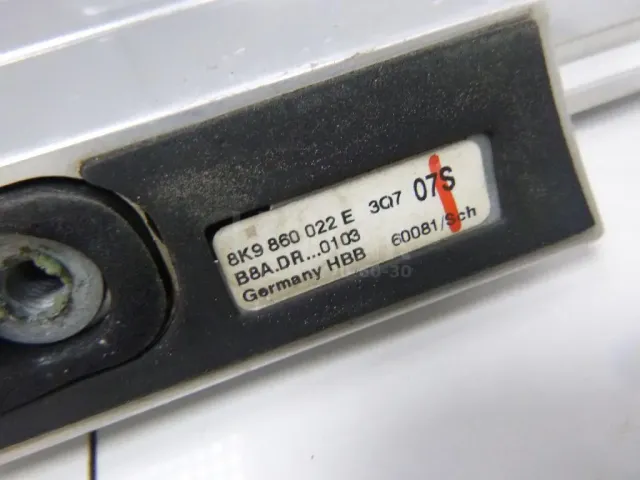 8K9 860 022 E 3Q7 07S
B8A.DR...0103 60081/Sch
Germany HBB